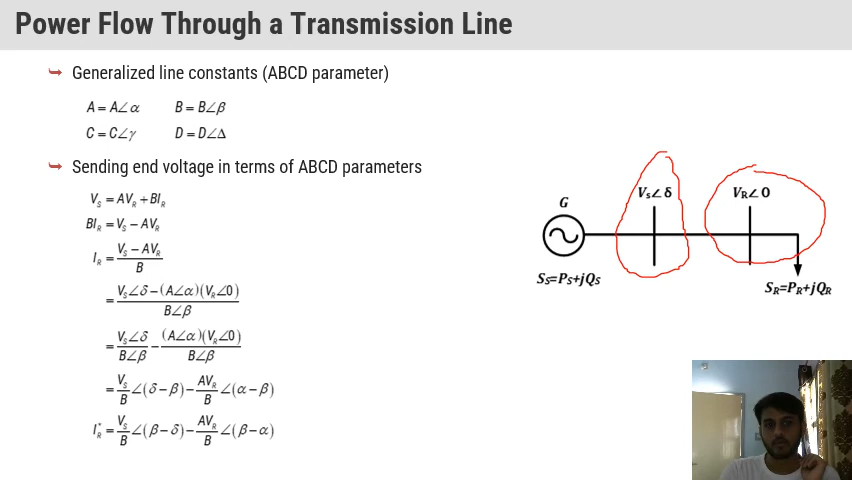 Power Flow Through a Transmission Line
Generalized line constants (ABCD parameter)
A = A∠α B = B∠β
C = C∠γ D = D∠Δ
Sending end voltage in terms of ABCD parameters
V_S = AV_R + BI_R
BI_R = V_S − AV_R
I_R = (V_S − AV_R) / B
= (V_S∠δ − (A∠α)(V_R∠0)) / (B∠β)
= V_S∠δ / B∠β − (A∠α)(V_R∠0) / B∠β
= V_S/B ∠(δ − β) − AV_R/B ∠(α − β)
I_R^* = V_S/B ∠(β − δ) − AV_R/B ∠(β − α)
G
V_S∠δ
V_R∠0
S_S=P_S+jQ_S
S_R=P_R+jQ_R